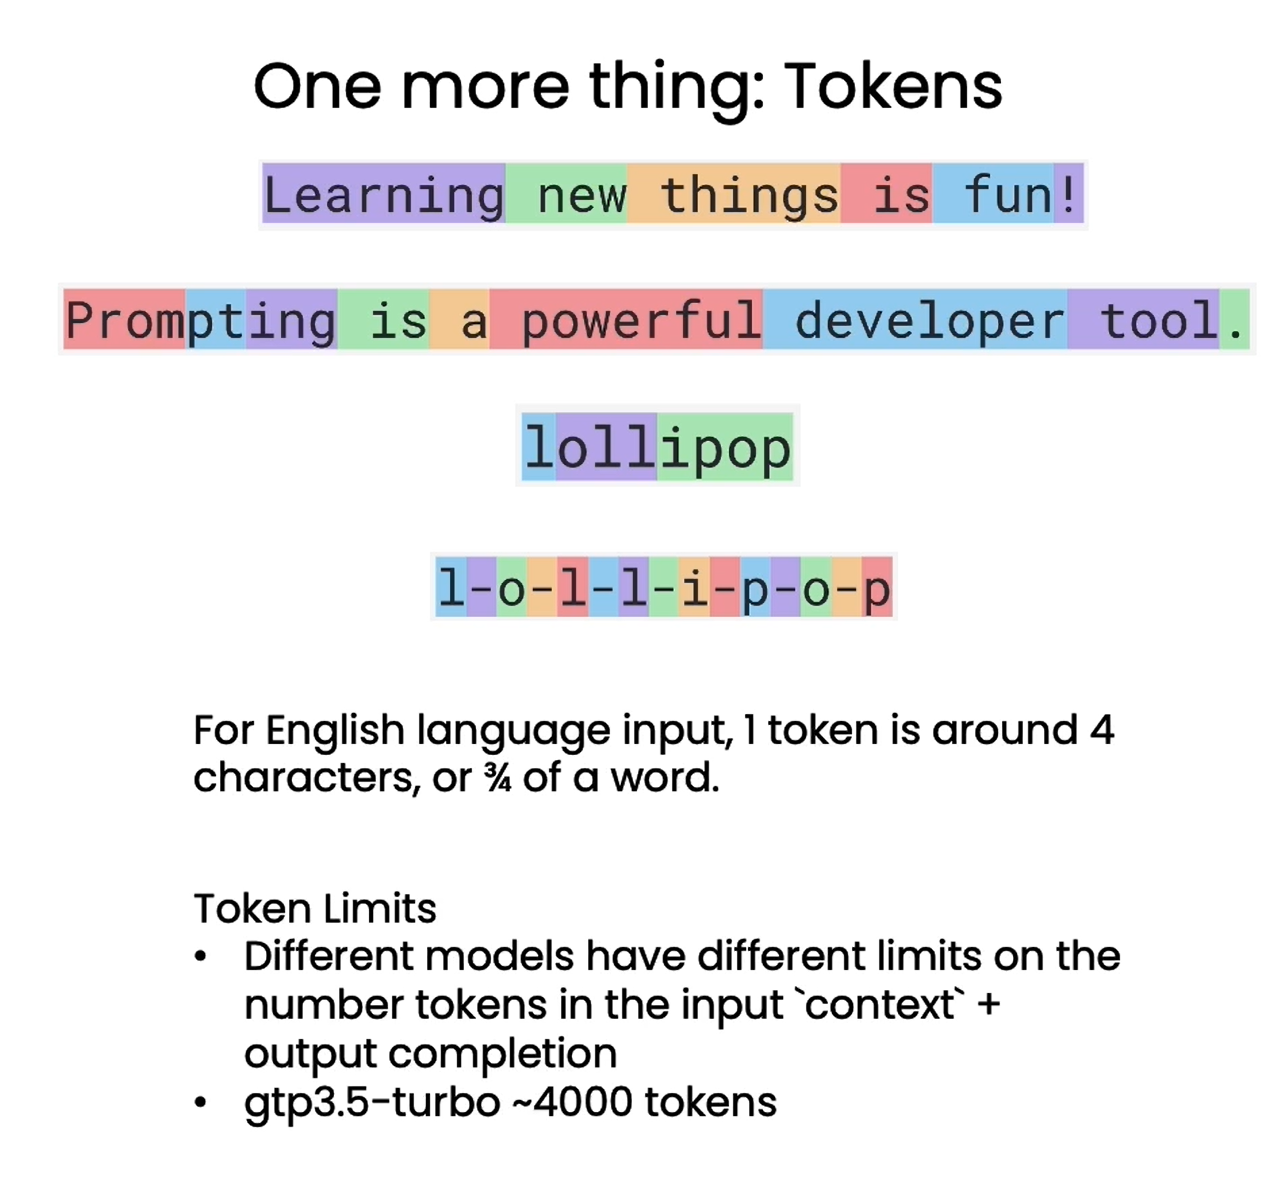 One more thing: Tokens
Learning new things is fun!
Prompting is a powerful developer tool.
lollipop
l-o-l-l-i-p-o-p
For English language input, 1 token is around 4
characters, or ¾ of a word.
Token Limits
• Different models have different limits on the
number tokens in the input `context` +
output completion
• gtp3.5-turbo ~4000 tokens